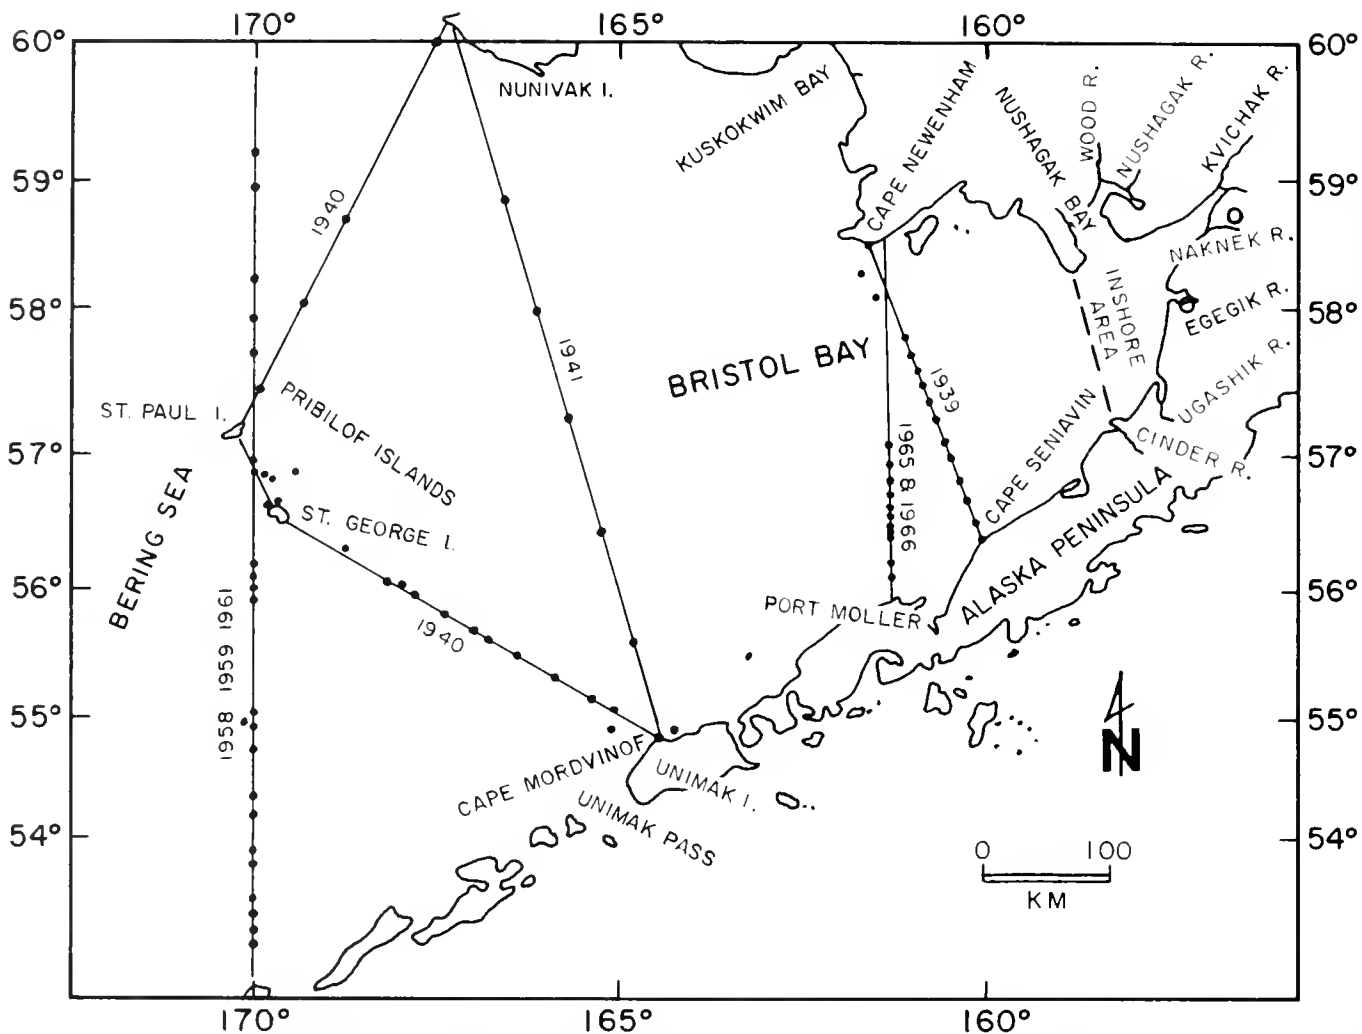 170° 165° 160°
60° 60°
NUNIVAK I.
KUSKOKWIM BAY
CAPE NEWENHAM
NUSHAGAK BAY
WOOD R.
NUSHAGAK R.
KVICHAK R.
59° 59°
1940
NAKNEK R.
INSHORE
AREA
EGEGIK R.
58° 58°
1941
BRISTOL BAY
1939
UGASHIK R.
ST. PAUL I.
PRIBILOF ISLANDS
CAPE SENIAVIN
CINDER R.
57° 57°
BERING SEA
ST. GEORGE I.
1965 & 1966
ALASKA PENINSULA
56° 56°
PORT MOLLER
1940
1958 1959 1961
55° 55°
CAPE MORDVINOF
UNIMAK I.
UNIMAK PASS
N
54° 54°
0 100
KM
170° 165° 160°